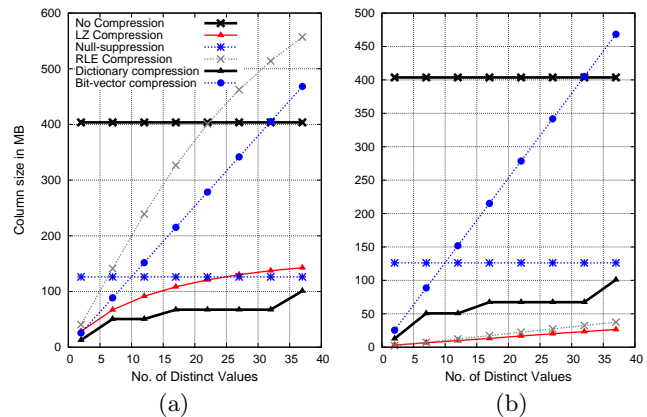 600
500
400
300
200
100
0
0 5 10 15 20 25 30 35 40
Column size in MB
No. of Distinct Values
No Compression
LZ Compression
Null-suppression
RLE Compression
Dictionary compression
Bit-vector compression
(a)
500
450
400
350
300
250
200
150
100
50
0
0 5 10 15 20 25 30 35 40
No. of Distinct Values
(b)